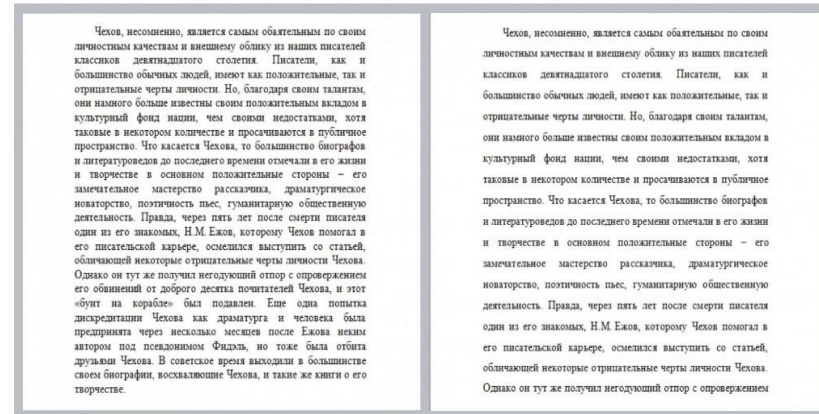 Чехов, несомненно, является самым обаятельным по своим
личностным качествам и внешнему облику из наших писателей
классиков девятнадцатого столетия. Писатели, как и
большинство обычных людей, имеют как положительные, так и
отрицательные черты личности. Но, благодаря своим талантам,
они намного больше известны своим положительным вкладом в
культурный фонд нации, чем своими недостатками, хотя
таковые в некотором количестве и просачиваются в публичное
пространство. Что касается Чехова, то большинство биографов
и литературоведов до последнего времени отмечали в его жизни
и творчестве в основном положительные стороны – его
замечательное мастерство рассказчика, драматургическое
новаторство, поэтичность пьес, гуманитарную общественную
деятельность. Правда, через пять лет после смерти писателя
один из его знакомых, Н.М. Ежов, которому Чехов помогал в
его писательской карьере, осмелился выступить со статьей,
обличающей некоторые отрицательные черты личности Чехова.
Однако он тут же получил негодующий отпор с опровержением
его обвинений от доброго десятка почитателей Чехова, и этот
«бунт на корабле» был подавлен. Еще одна попытка
дискредитации Чехова как драматурга и человека была
предпринята через несколько месяцев после Ежова неким
автором под псевдонимом Фидэль, но тоже была отбита
друзьями Чехова. В советское время выходили в большинстве
своем биографии, восхваляющие Чехова, и такие же книги о его
творчестве.
Чехов, несомненно, является самым обаятельным по своим
личностным качествам и внешнему облику из наших писателей
классиков девятнадцатого столетия. Писатели, как и
большинство обычных людей, имеют как положительные, так и
отрицательные черты личности. Но, благодаря своим талантам,
они намного больше известны своим положительным вкладом в
культурный фонд нации, чем своими недостатками, хотя
таковые в некотором количестве и просачиваются в публичное
пространство. Что касается Чехова, то большинство биографов
и литературоведов до последнего времени отмечали в его жизни
и творчестве в основном положительные стороны – его
замечательное мастерство рассказчика, драматургическое
новаторство, поэтичность пьес, гуманитарную общественную
деятельность. Правда, через пять лет после смерти писателя
один из его знакомых, Н.М. Ежов, которому Чехов помогал в
его писательской карьере, осмелился выступить со статьей,
обличающей некоторые отрицательные черты личности Чехова.
Однако он тут же получил негодующий отпор с опровержением